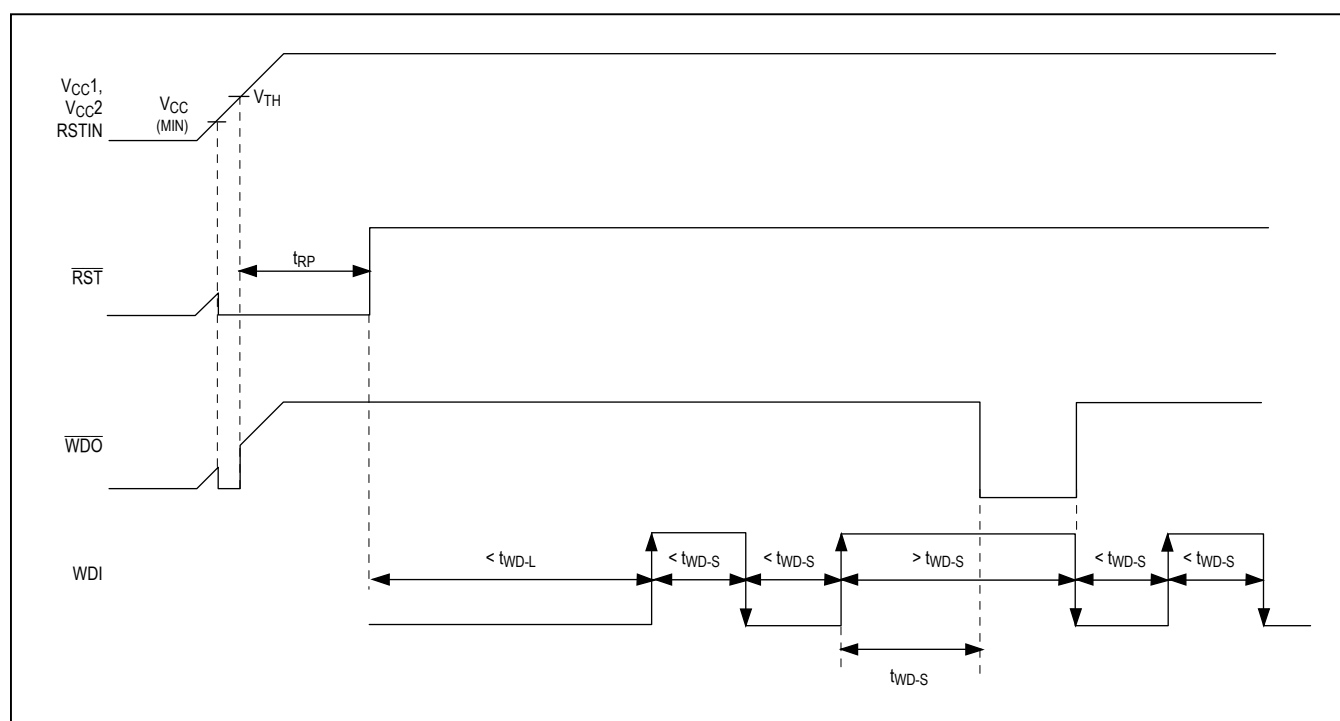 VCC1,
VCC2
RSTIN
VCC
(MIN)
VTH
RST
tRP
WDO
WDI
< tWD-L
< tWD-S
< tWD-S
> tWD-S
< tWD-S
< tWD-S
tWD-S